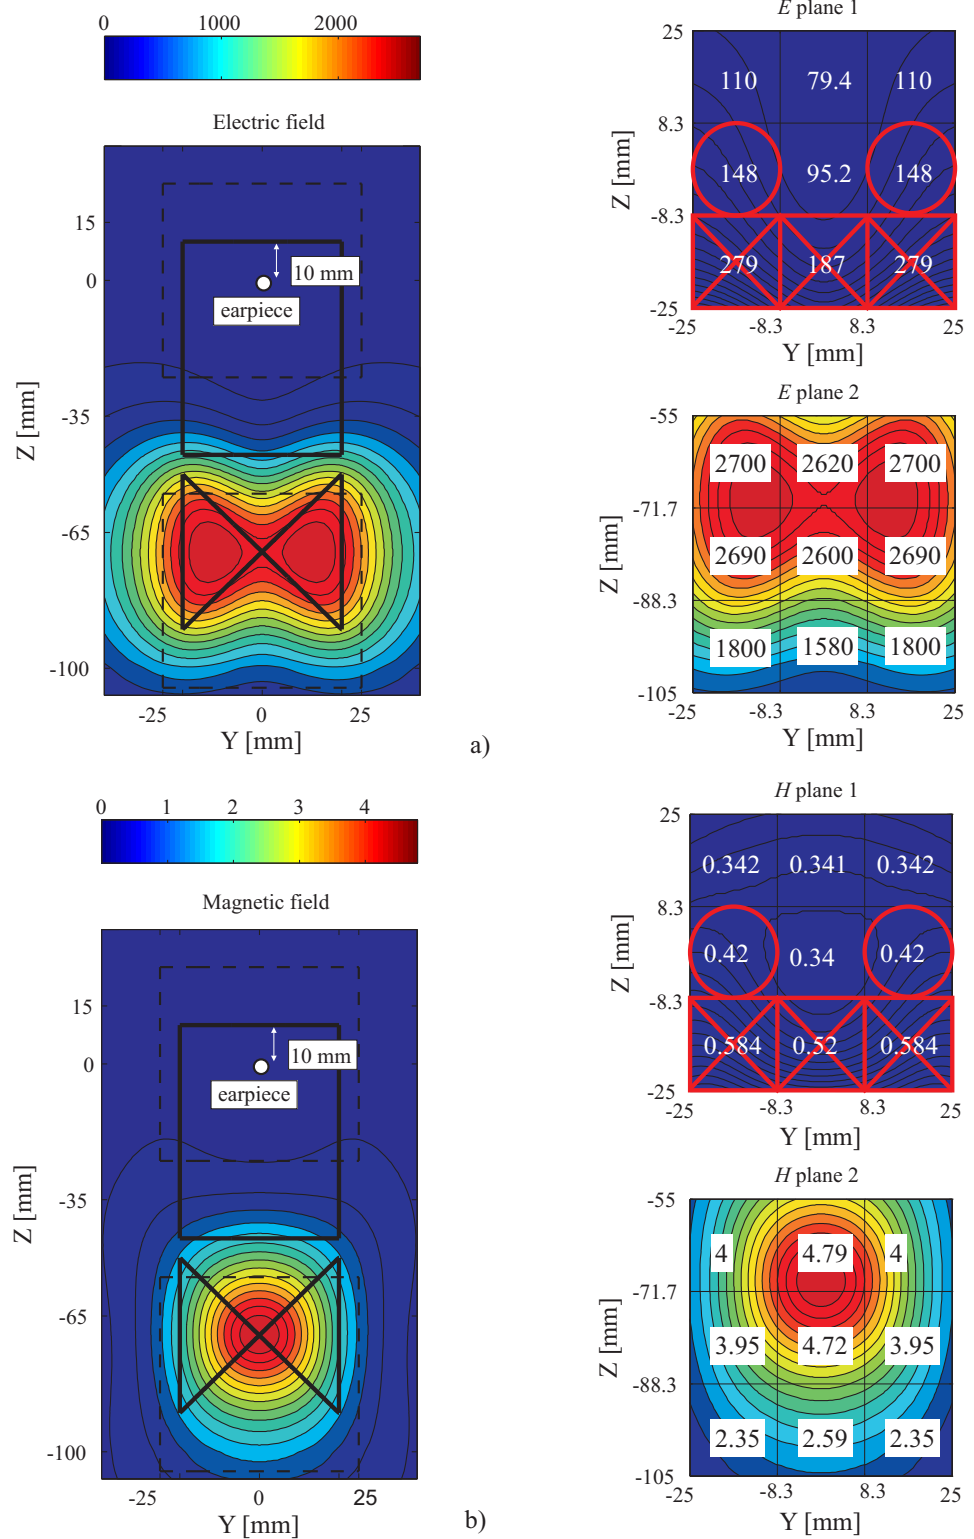 0 1000 2000
Electric field
15
10 mm
0
earpiece
-35
Z [mm]
-65
-100
-25 0 25
Y [mm]
E plane 1
25
110 79.4 110
8.3
Z [mm]
148 95.2 148
-8.3
279 187 279
-25
-25 -8.3 8.3 25
Y [mm]
E plane 2
-55
2700 2620 2700
-71.7
Z [mm]
2690 2600 2690
-88.3
1800 1580 1800
-105
-25 -8.3 8.3 25
Y [mm]
a)
0 1 2 3 4
Magnetic field
15
10 mm
0
earpiece
-35
Z [mm]
-65
-100
-25 0 25
Y [mm]
H plane 1
25
0.342 0.341 0.342
8.3
Z [mm]
0.42 0.34 0.42
-8.3
0.584 0.52 0.584
-25
-25 -8.3 8.3 25
Y [mm]
H plane 2
-55
4 4.79 4
-71.7
Z [mm]
3.95 4.72 3.95
-88.3
2.35 2.59 2.35
-105
-25 -8.3 8.3 25
Y [mm]
b)